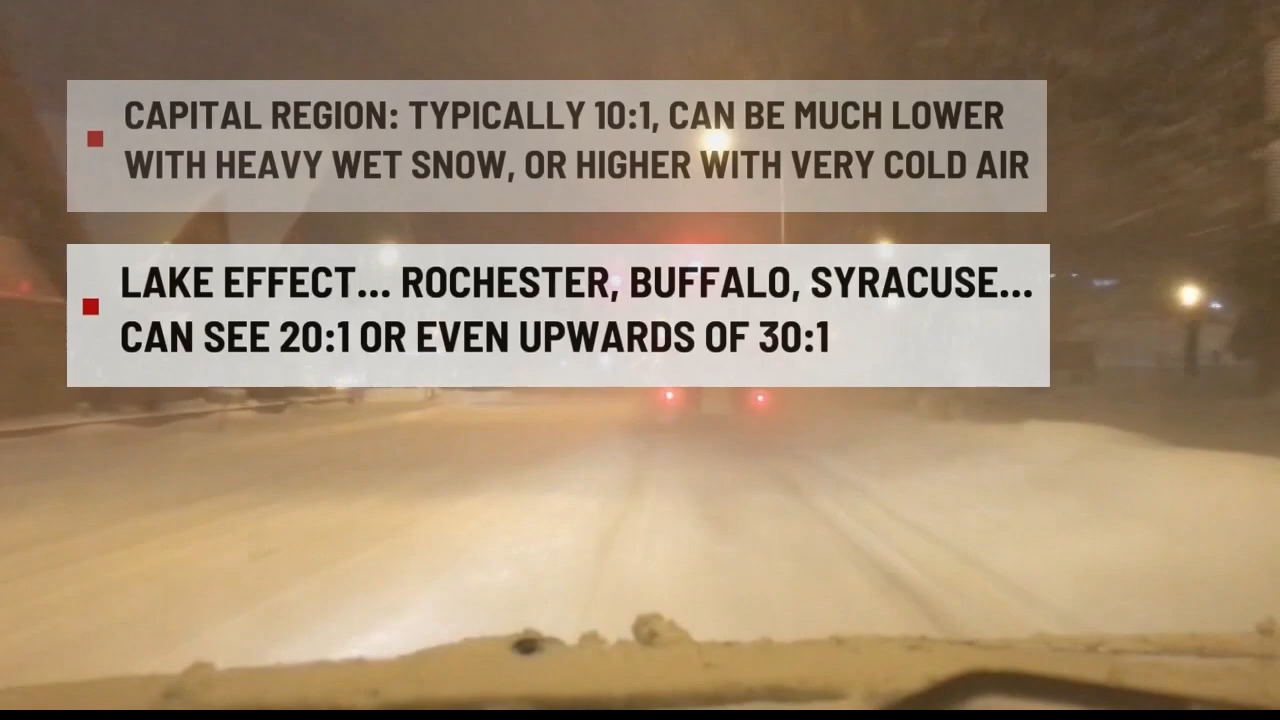 CAPITAL REGION: TYPICALLY 10:1, CAN BE MUCH LOWER
WITH HEAVY WET SNOW, OR HIGHER WITH VERY COLD AIR
LAKE EFFECT... ROCHESTER, BUFFALO, SYRACUSE...
CAN SEE 20:1 OR EVEN UPWARDS OF 30:1